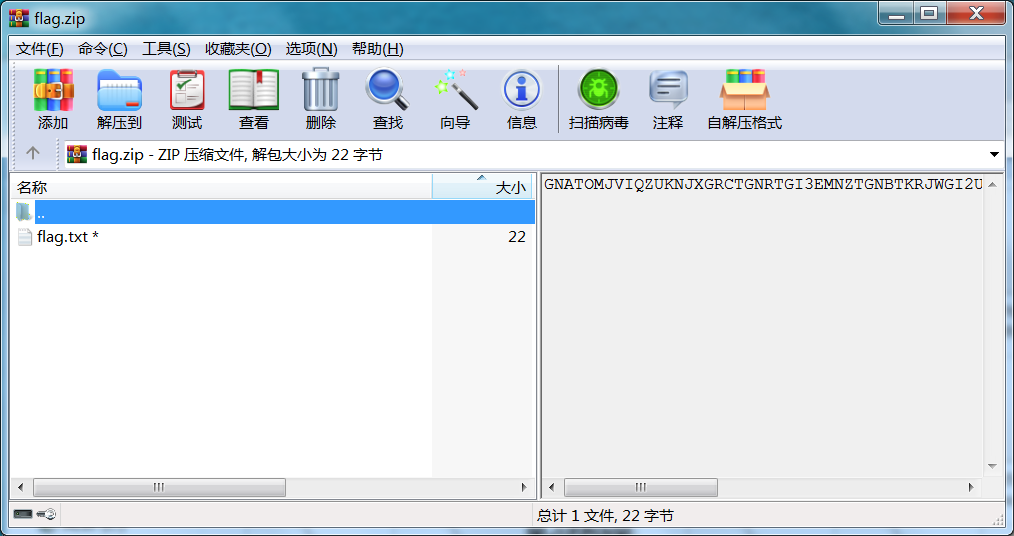 flag.zip
文件(F) 命令(C) 工具(S) 收藏夹(O) 选项(N) 帮助(H)
添加 解压到 测试 查看 删除 查找 向导 信息 扫描病毒 注释 自解压格式
flag.zip - ZIP 压缩文件, 解包大小为 22 字节
名称 大小
GNATOMJVIQZUKNJXGRCTGNRTGI3EMNZTGNBTKRJWGI2U
..
flag.txt * 22
总计 1 文件, 22 字节